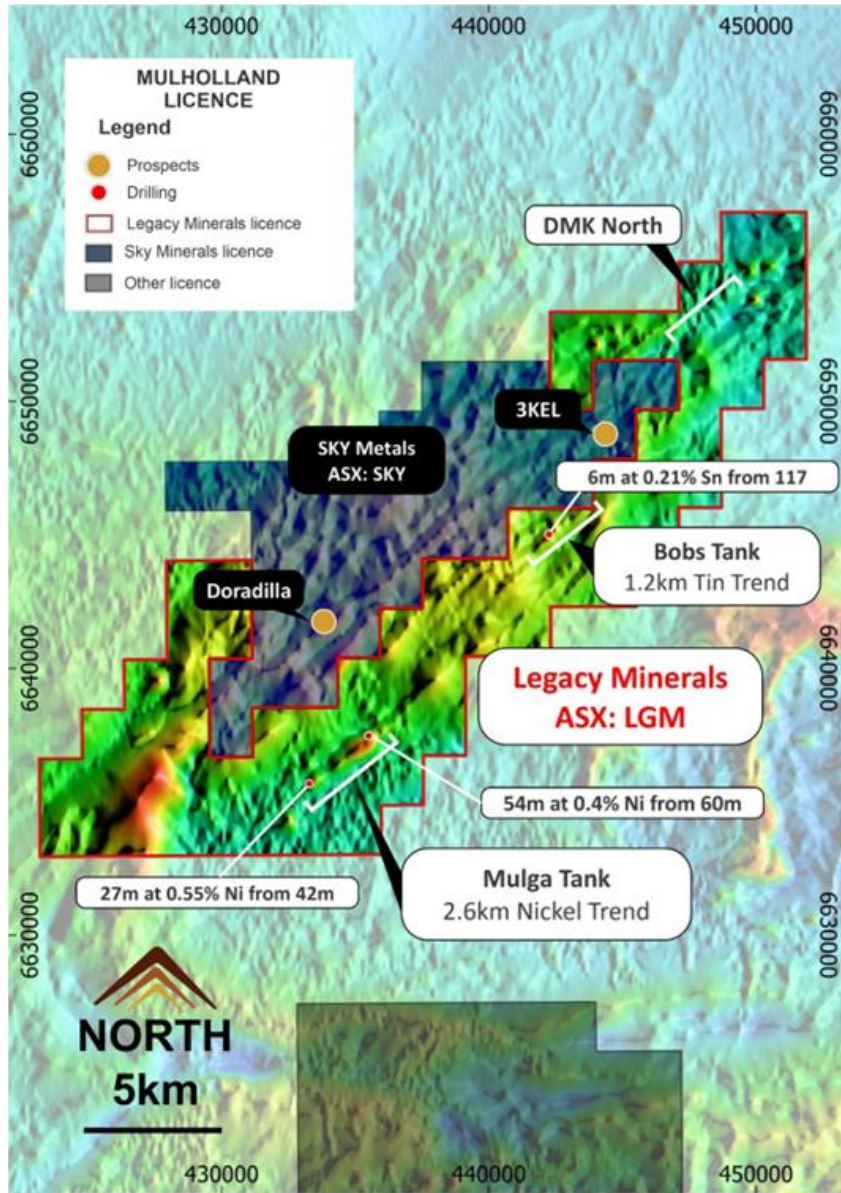 430000
440000
450000
MULHOLLAND
LICENCE
Legend
Prospects
Drilling
Legacy Minerals licence
Sky Minerals licence
Other licence
6660000
6660000
DMK North
6650000
6650000
3KEL
SKY Metals
ASX: SKY
6m at 0.21% Sn from 117
Bobs Tank
1.2km Tin Trend
Doradilla
6640000
6640000
Legacy Minerals
ASX: LGM
54m at 0.4% Ni from 60m
27m at 0.55% Ni from 42m
Mulga Tank
2.6km Nickel Trend
6630000
6630000
NORTH
5km
430000
440000
450000